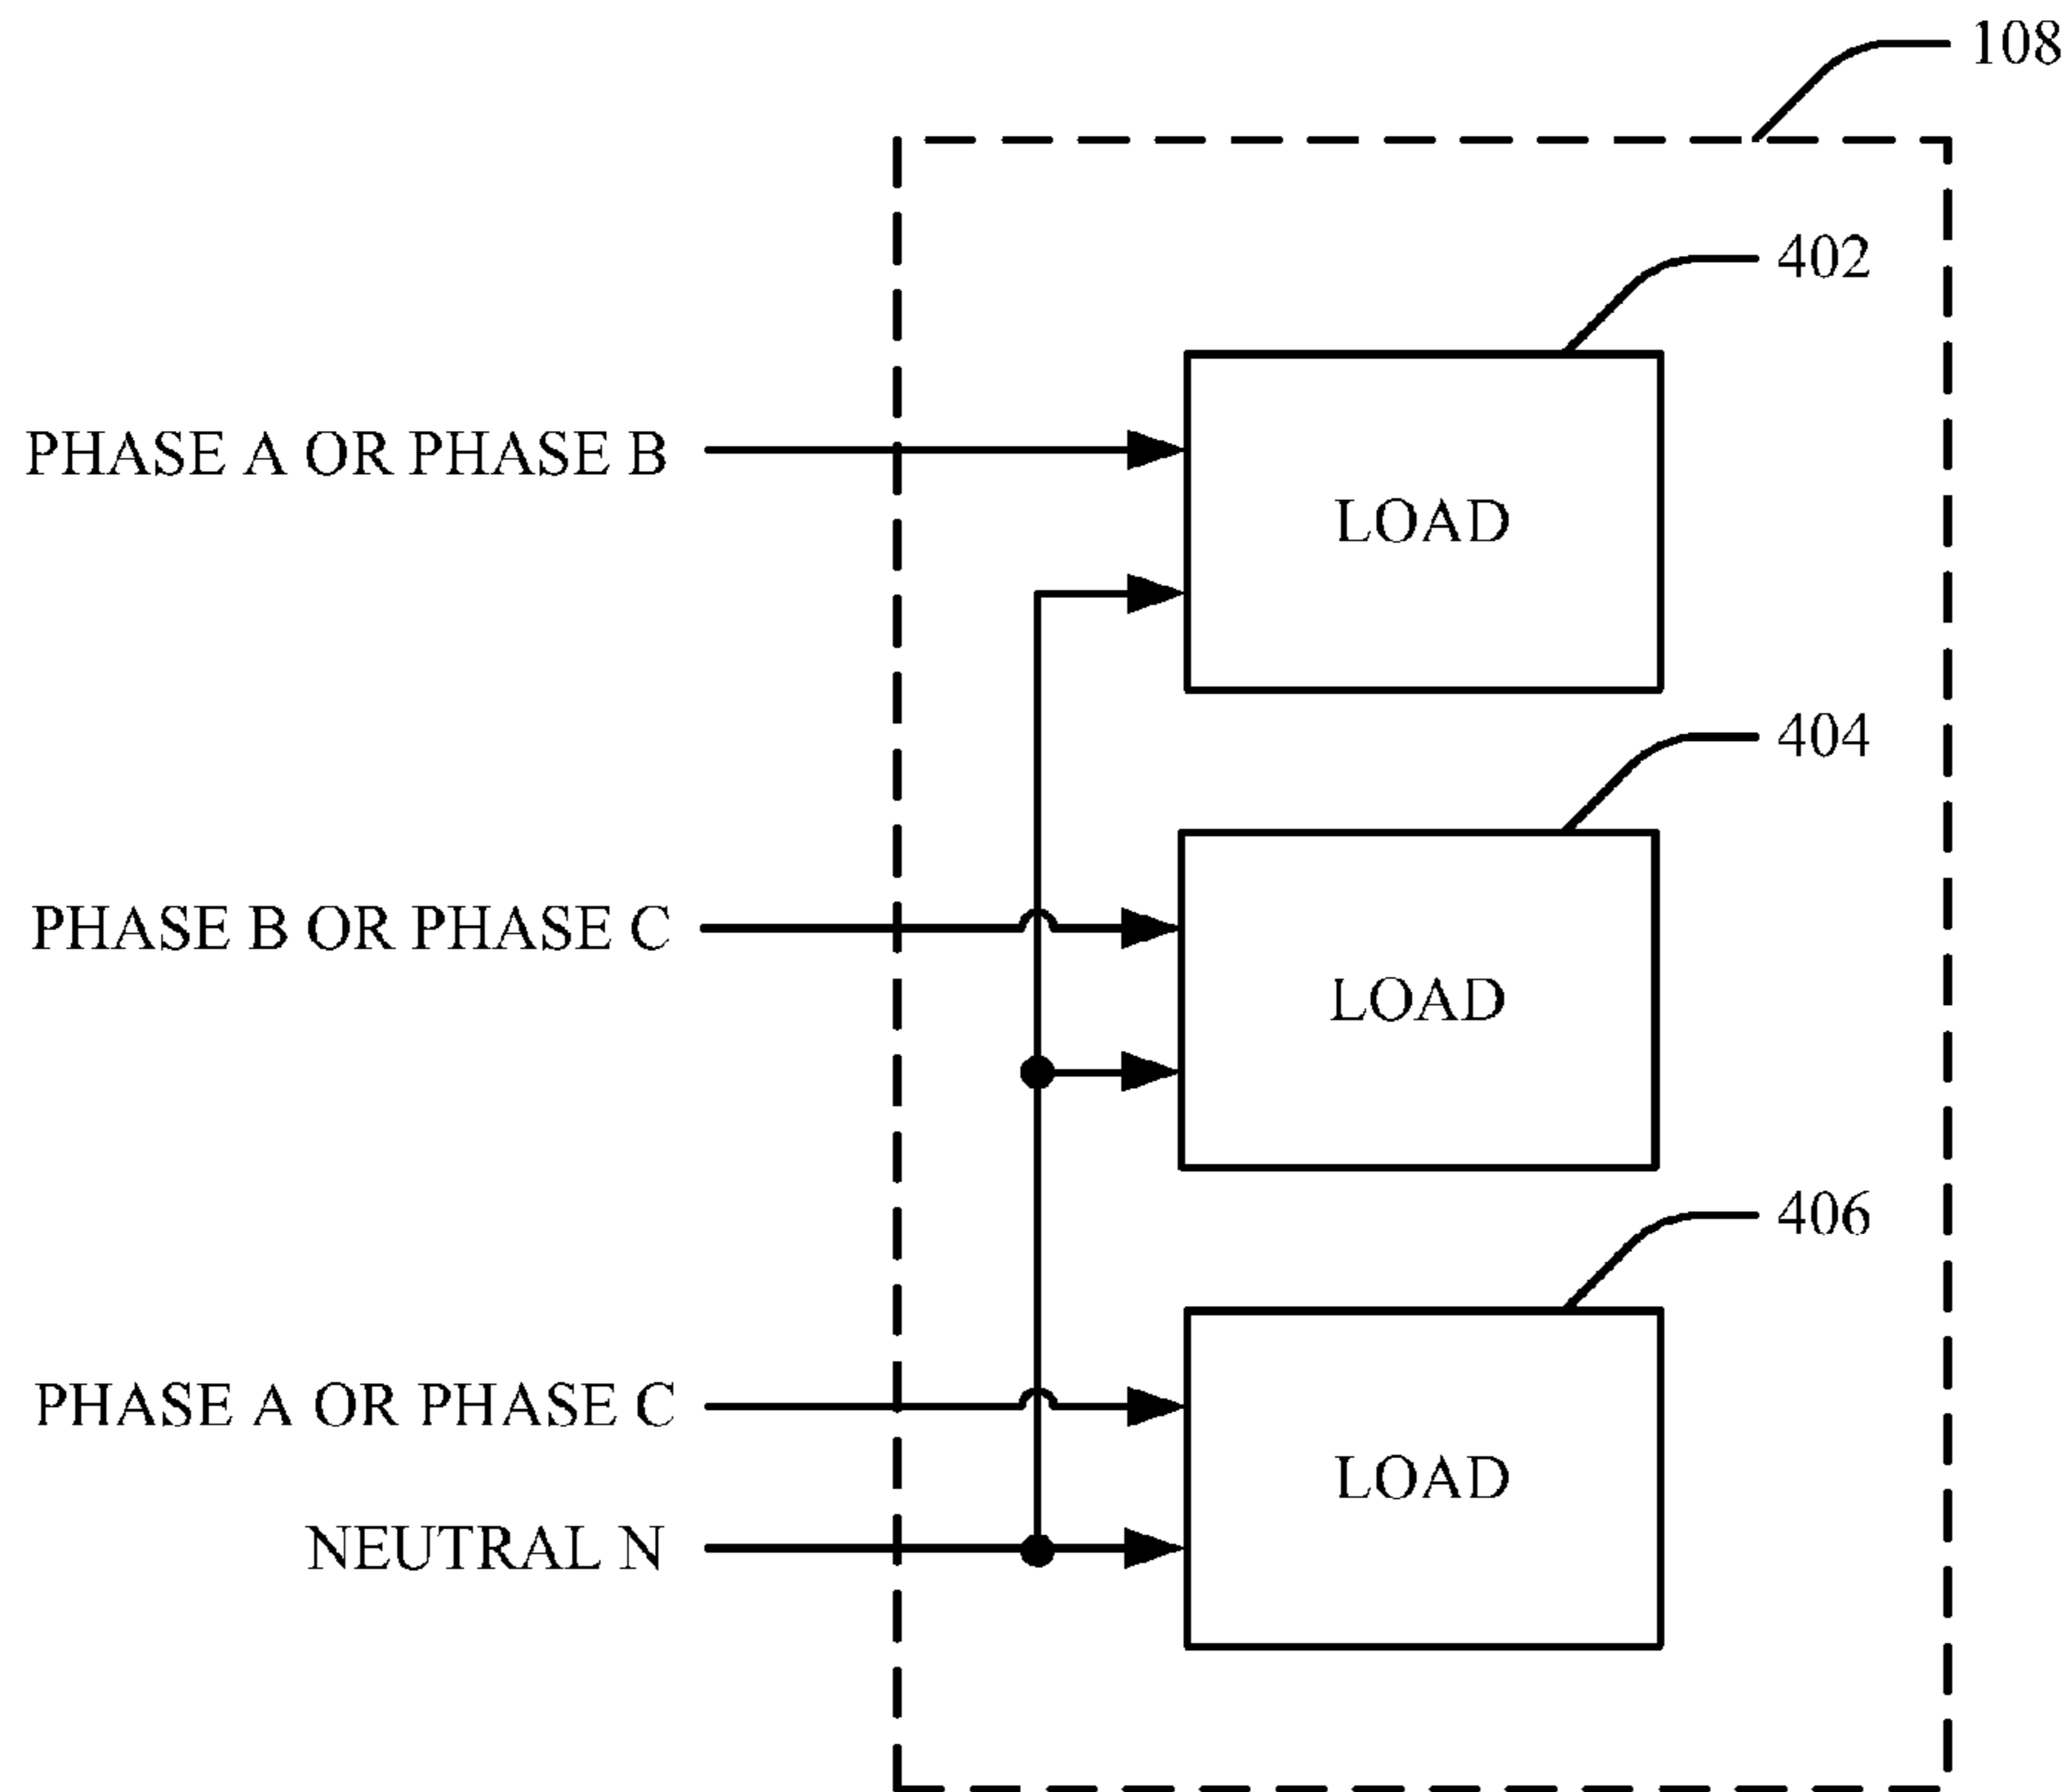 108
402
PHASE A OR PHASE B
LOAD
404
PHASE B OR PHASE C
LOAD
406
PHASE A OR PHASE C
LOAD
NEUTRAL N